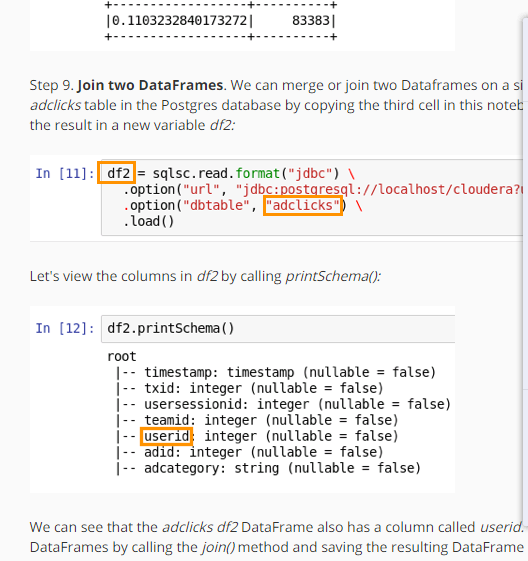 +------------------+----------+
|0.1103232840173272|     83383|
+------------------+----------+
Step 9. Join two DataFrames. We can merge or join two Dataframes on a si
adclicks table in the Postgres database by copying the third cell in this noteb
the result in a new variable df2:
In [11]: df2 = sqlsc.read.format("jdbc") \
.option("url", "jdbc:postgresql://localhost/cloudera?u
.option("dbtable", "adclicks") \
.load()
Let's view the columns in df2 by calling printSchema():
In [12]: df2.printSchema()
root
|-- timestamp: timestamp (nullable = false)
|-- txid: integer (nullable = false)
|-- usersessionid: integer (nullable = false)
|-- teamid: integer (nullable = false)
|-- userid: integer (nullable = false)
|-- adid: integer (nullable = false)
|-- adcategory: string (nullable = false)
We can see that the adclicks df2 DataFrame also has a column called userid.
DataFrames by calling the join() method and saving the resulting DataFrame